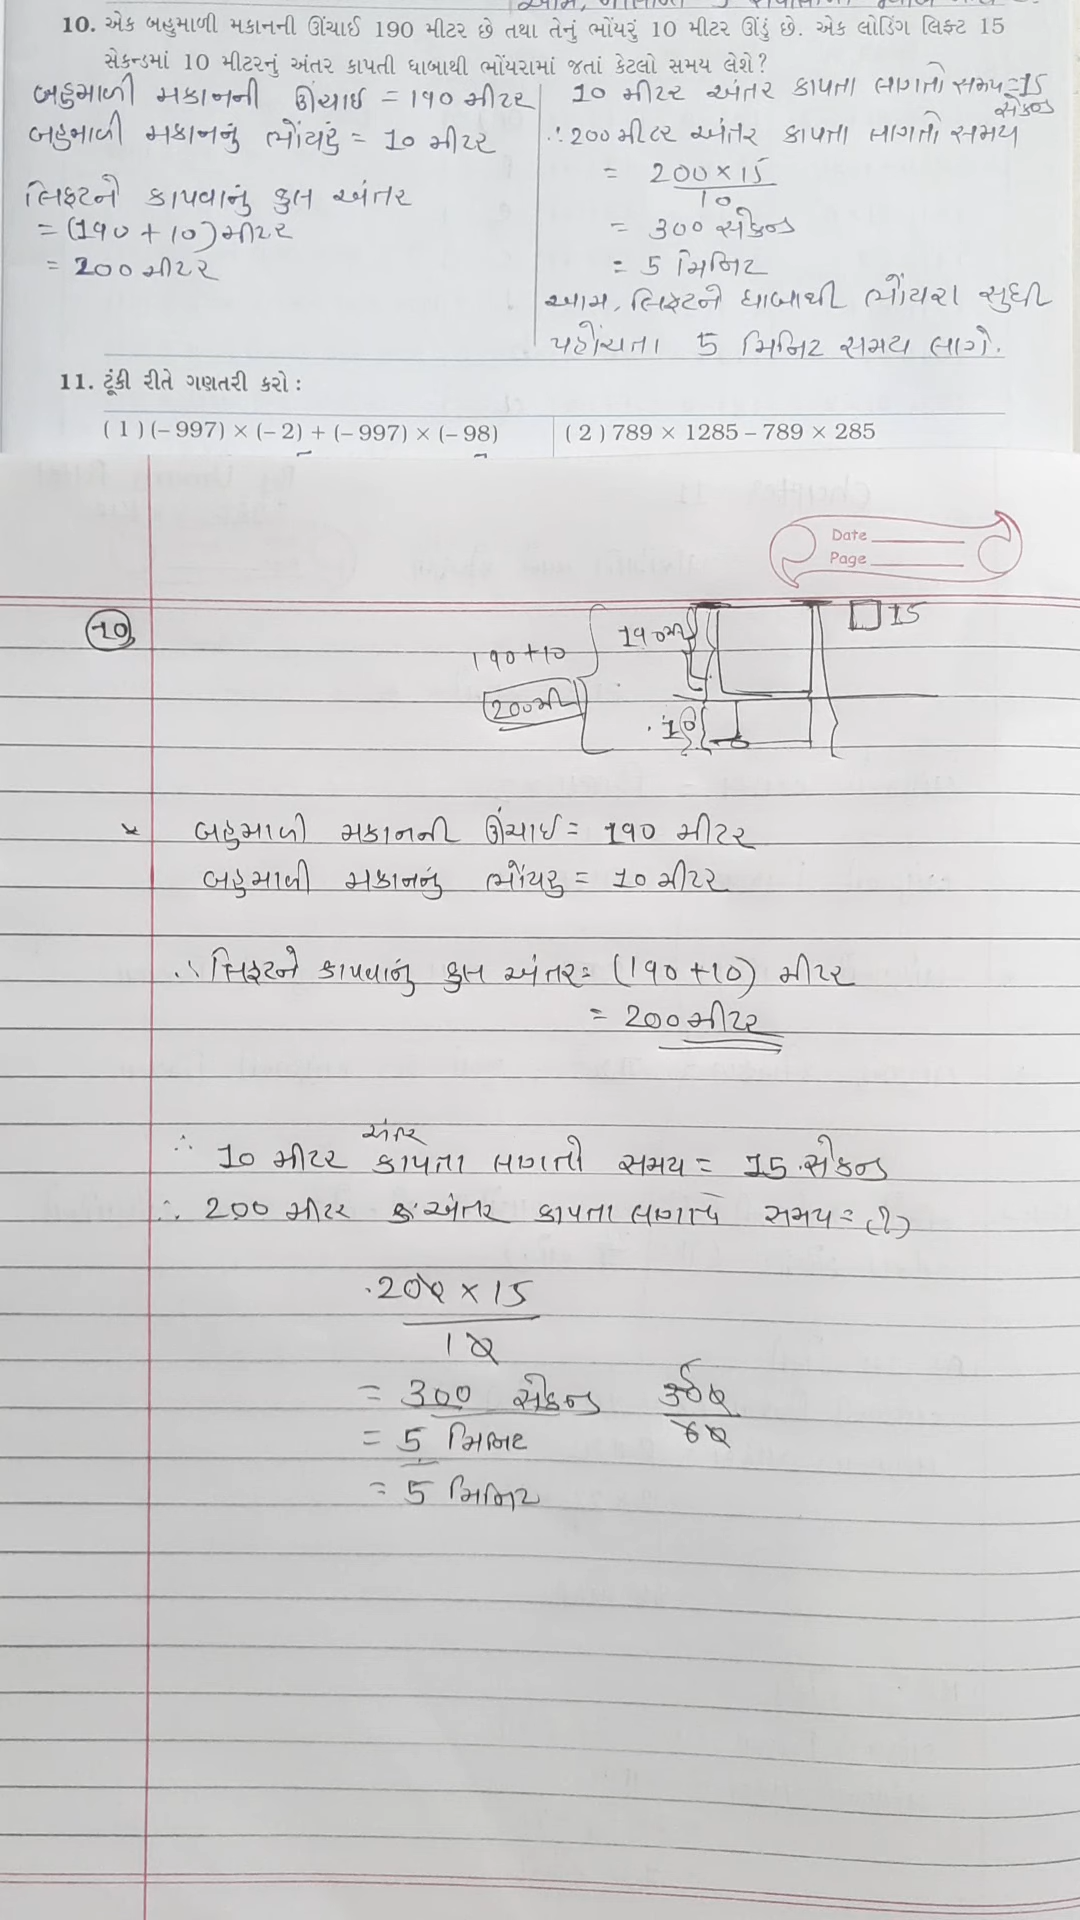 10. એક બહુમાળી મકાનની ઊંચાઈ 190 મીટર છે તથા તેનું ભોંયરું 10 મીટર ઊંડું છે. એક લોડિંગ લિફ્ટ 15
સેકન્ડમાં 10 મીટરનું અંતર કાપતી ધાબાથી ભોંયરામાં જતાં કેટલો સમય લેશે?
બહુમાળી મકાનની ઊંચાઈ = 190 મીટર
બહુમાળી મકાનનું ભોંયરું = 10 મીટર
લિફ્ટને કાપવાનું કુલ અંતર
= (190 + 10) મીટર
= 200 મીટર
10 મીટર અંતર કાપતા લાગતો સમય = 15 સેકન્ડ
∴ 200 મીટર અંતર કાપતા લાગતો સમય
= 200 × 15
10
= 300 સેકન્ડ
= 5 મિનિટ
આમ, લિફ્ટને ધાબાથી ભોંયરા સુધી
પહોંચતા 5 મિનિટ સમય લાગે.
11. ટૂંકી રીતે ગણતરી કરો :
(1) (– 997) × (– 2) + (– 997) × (– 98)
(2) 789 × 1285 – 789 × 285
Date
Page
10
190+10
200મી
190મી
10
15
* બહુમાળી મકાનની ઊંચાઈ = 190 મીટર
બહુમાળી મકાનનું ભોંયરુ = 10 મીટર
∴ લિફ્ટને કાપવાનું કુલ અંતર = (190 +10) મીટર
= 200 મીટર
∴ 10 મીટર અંતર કાપતા લાગતો સમય = 15 સેકન્ડ
∴ 200 મીટર અંતર કાપતા સમય = (?)
200 × 15
10
= 300 સેકન્ડ
300
60
5
= 5 મિનિટ
= 5 મિનિટ